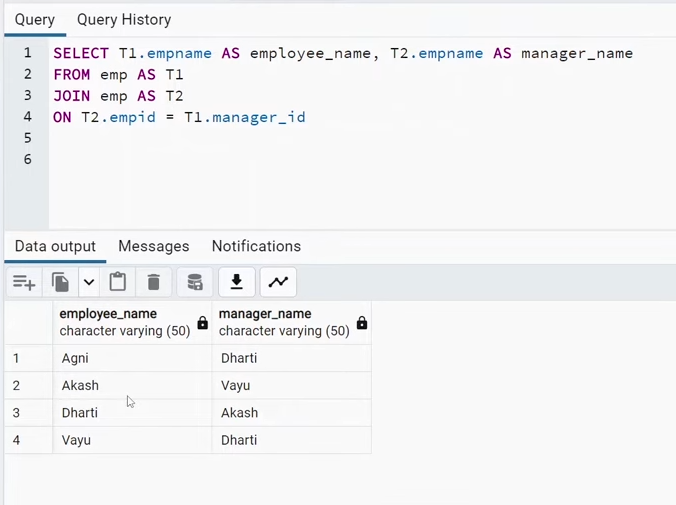 Query Query History
1 SELECT T1.empname AS employee_name, T2.empname AS manager_name
2 FROM emp AS T1
3 JOIN emp AS T2
4 ON T2.empid = T1.manager_id
5
6
Data output Messages Notifications
employee_name manager_name
character varying (50) character varying (50)
1 Agni Dharti
2 Akash Vayu
3 Dharti Akash
4 Vayu Dharti